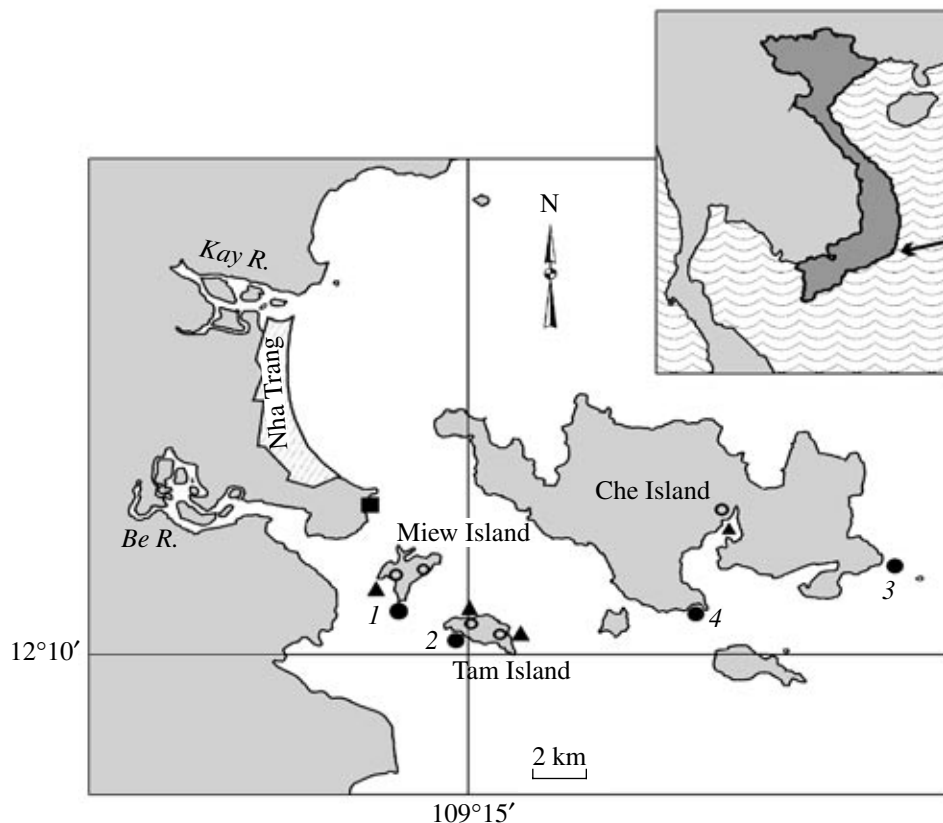 N
Kay R.
Nha Trang
Che Island
Be R.
Miew Island
1
2
3
4
12°10′
Tam Island
2 km
109°15′